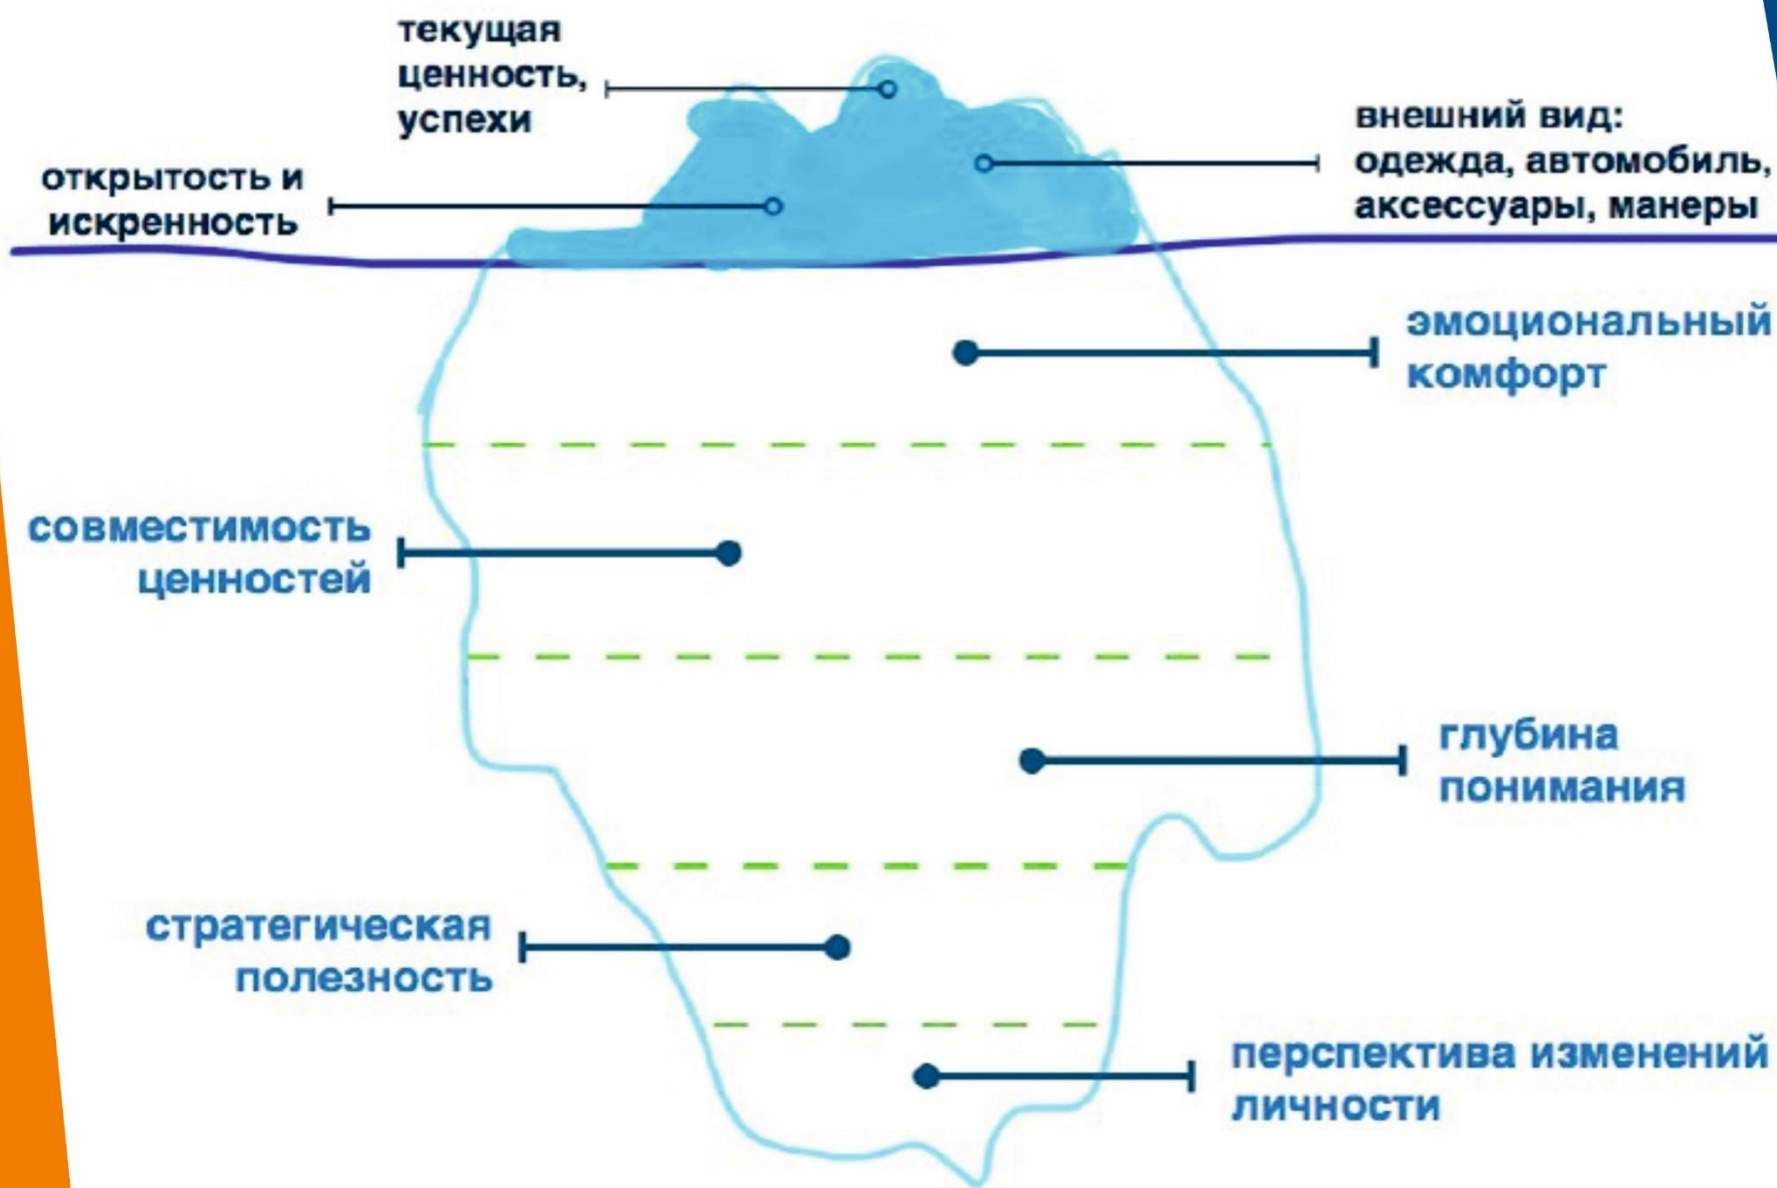 текущая
ценность,
успехи
внешний вид:
одежда, автомобиль,
аксессуары, манеры
открытость и
искренность
эмоциональный
комфорт
совместимость
ценностей
глубина
понимания
стратегическая
полезность
перспектива изменений
личности